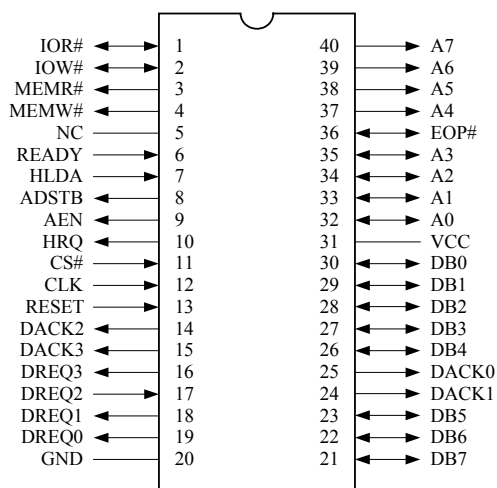 IOR# 1 40 A7
IOW# 2 39 A6
MEMR# 3 38 A5
MEMW# 4 37 A4
NC 5 36 EOP#
READY 6 35 A3
HLDA 7 34 A2
ADSTB 8 33 A1
AEN 9 32 A0
HRQ 10 31 VCC
CS# 11 30 DB0
CLK 12 29 DB1
RESET 13 28 DB2
DACK2 14 27 DB3
DACK3 15 26 DB4
DREQ3 16 25 DACK0
DREQ2 17 24 DACK1
DREQ1 18 23 DB5
DREQ0 19 22 DB6
GND 20 21 DB7